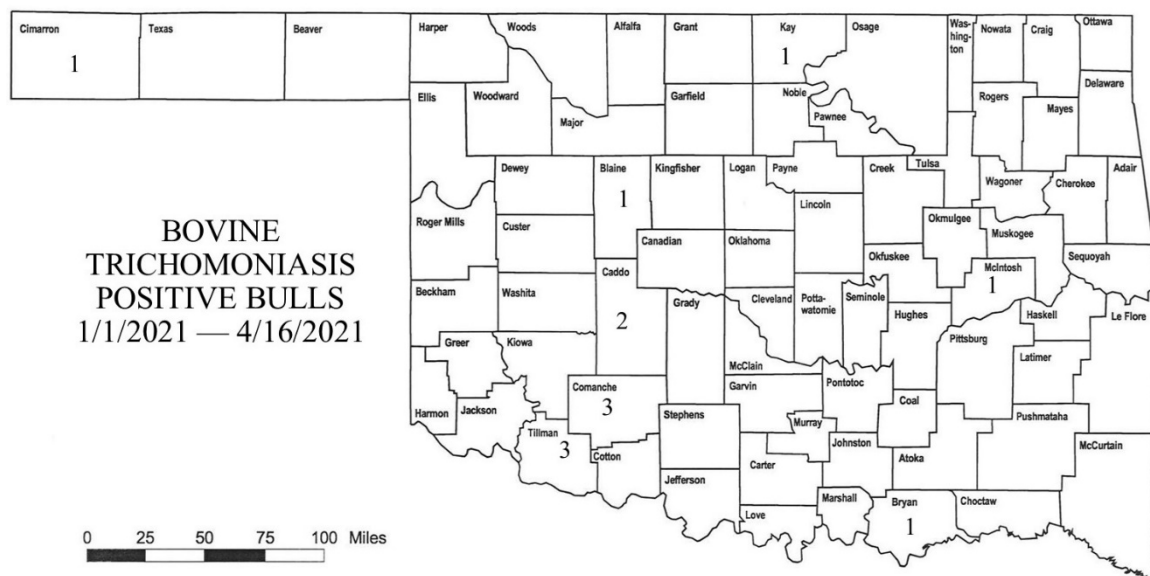 Cimarron
Texas
Beaver
Harper
Woods
Alfalfa
Grant
Kay
Osage
Was-
hing-
ton
Nowata
Craig
Ottawa
1
1
Ellis
Woodward
Major
Garfield
Noble
Pawnee
Rogers
Mayes
Delaware
Dewey
Blaine
Kingfisher
Logan
Payne
Creek
Tulsa
Wagoner
Cherokee
Adair
1
Lincoln
BOVINE
TRICHOMONIASIS
POSITIVE BULLS
1/1/2021 — 4/16/2021
Roger Mills
Custer
Canadian
Oklahoma
Okfuskee
Okmulgee
Muskogee
Sequoyah
McIntosh
1
Beckham
Washita
Caddo
2
Grady
Cleveland
Potta-
watomie
Seminole
Hughes
Pittsburg
Haskell
Le Flore
Greer
Kiowa
McClain
Latimer
Harmon
Jackson
Comanche
3
Garvin
Pontotoc
Coal
Pushmataha
Tillman
3
Cotton
Stephens
Murray
Johnston
Atoka
McCurtain
Jefferson
Carter
Love
Marshall
Bryan
1
Choctaw
0 25 50 75 100 Miles